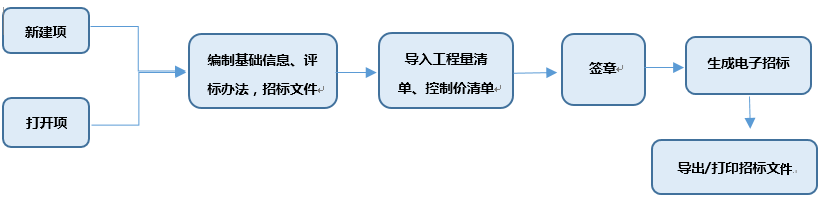 新建项
打开项
编制基础信息、评
标办法，招标文件
导入工程量清
单、控制价清单
签章
生成电子招标
导出/打印招标文件